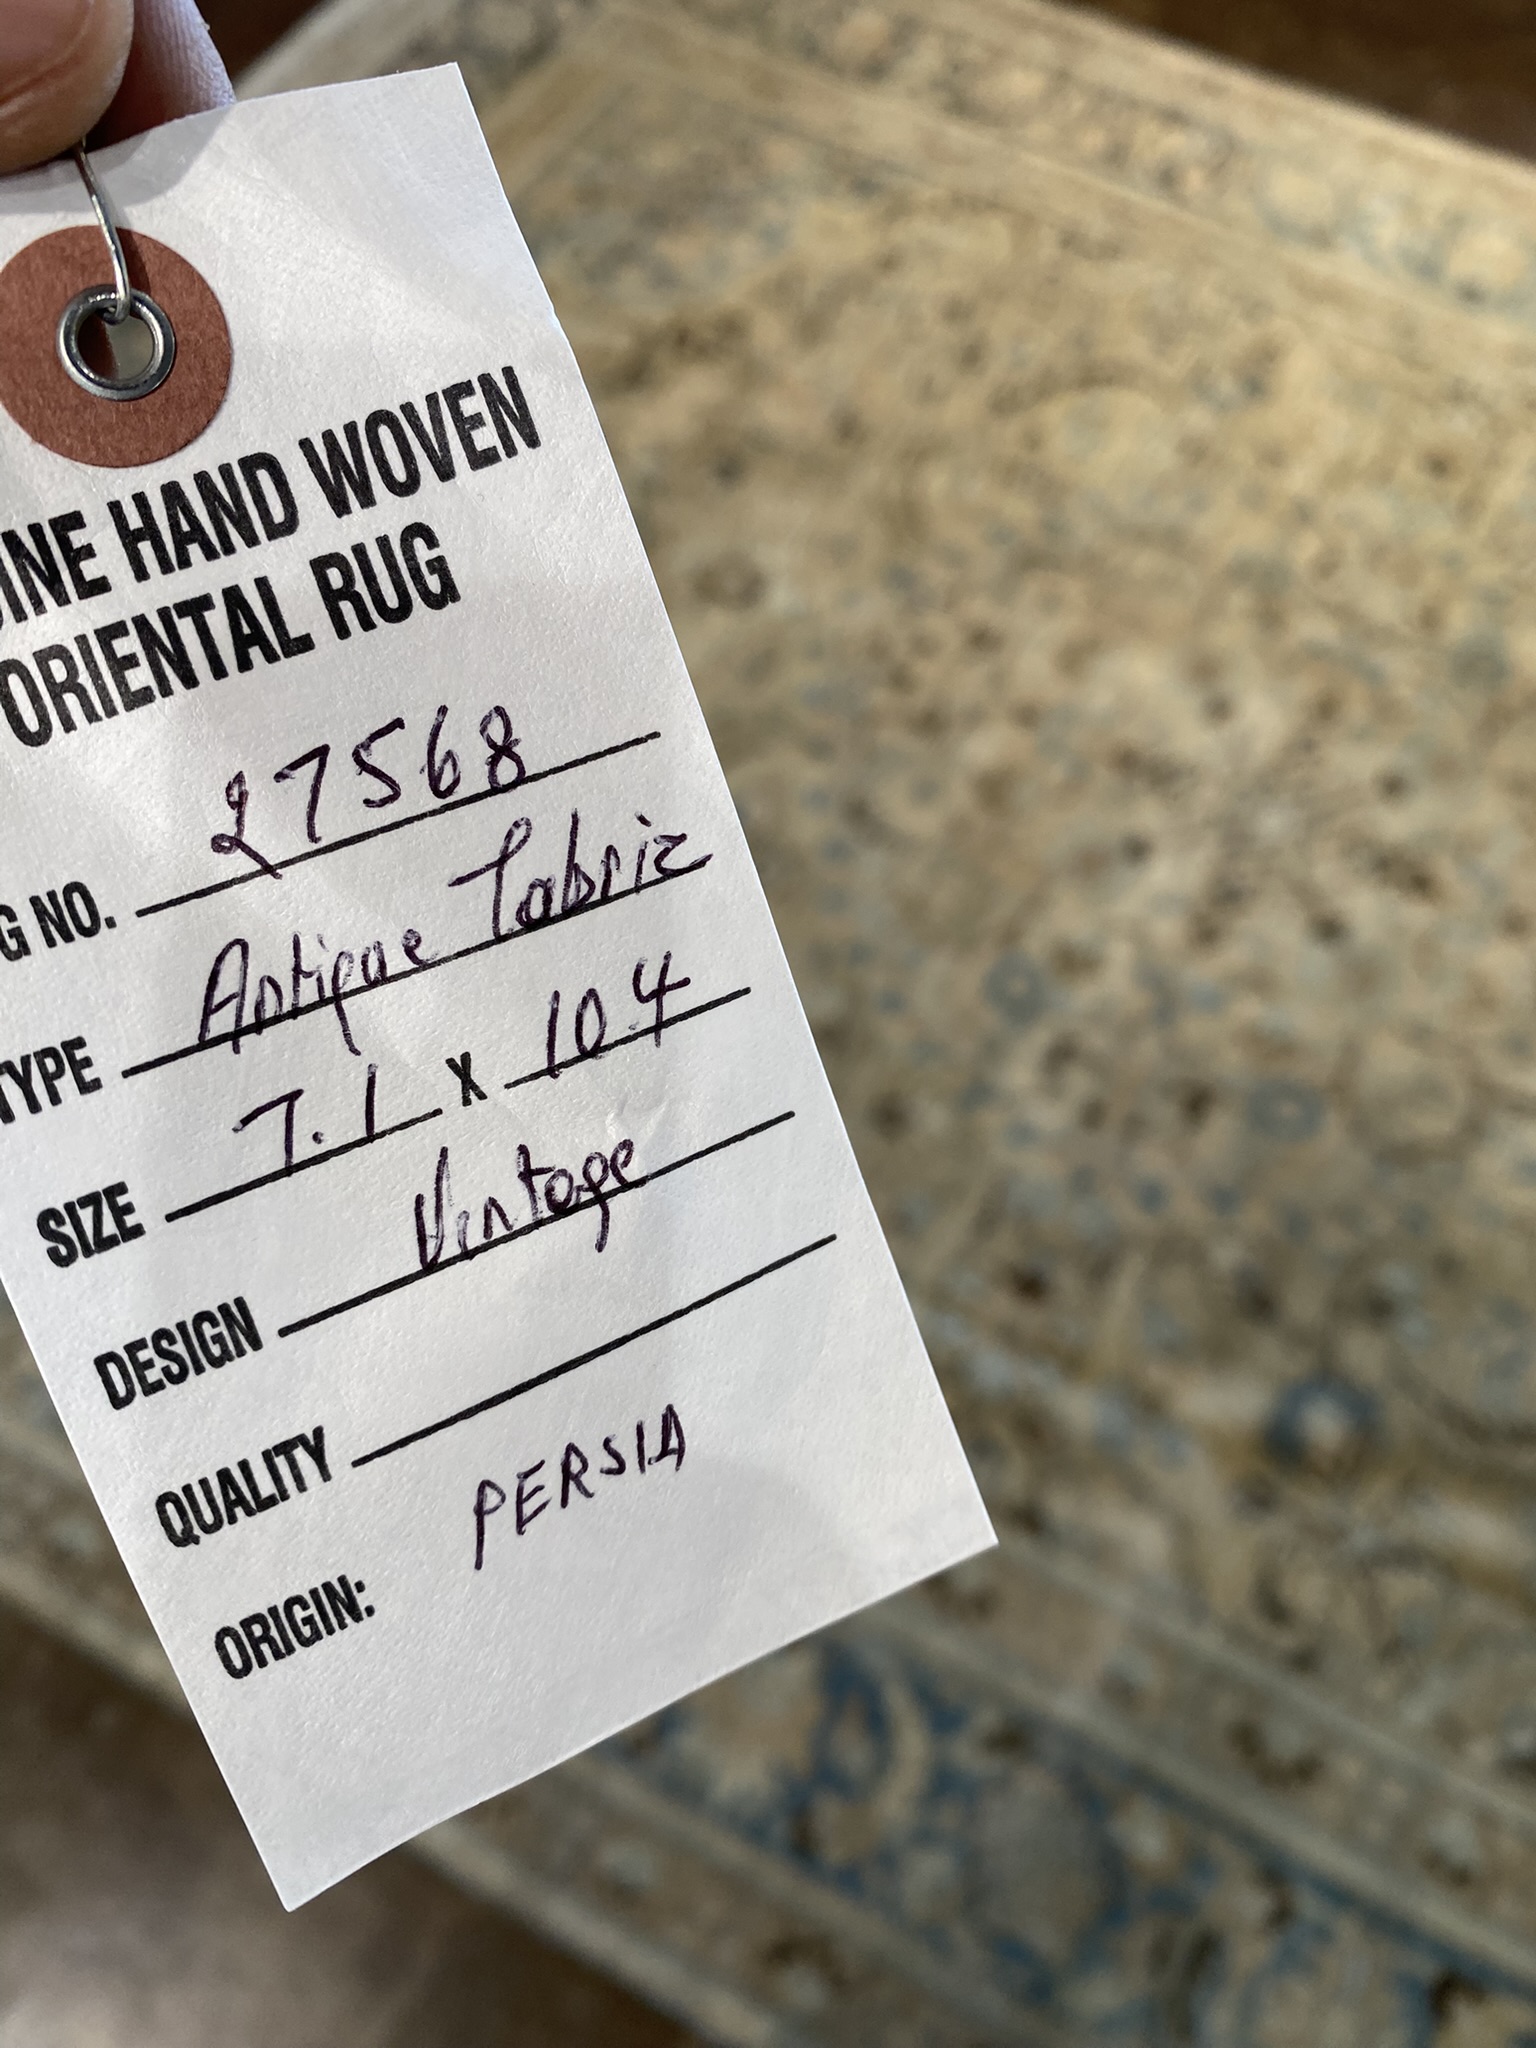 INE HAND WOVEN
ORIENTAL RUG
G NO. 27568
TYPE Antique Tabriz
SIZE 7.1 X 10.4
DESIGN Vintage
QUALITY
ORIGIN: PERSIA